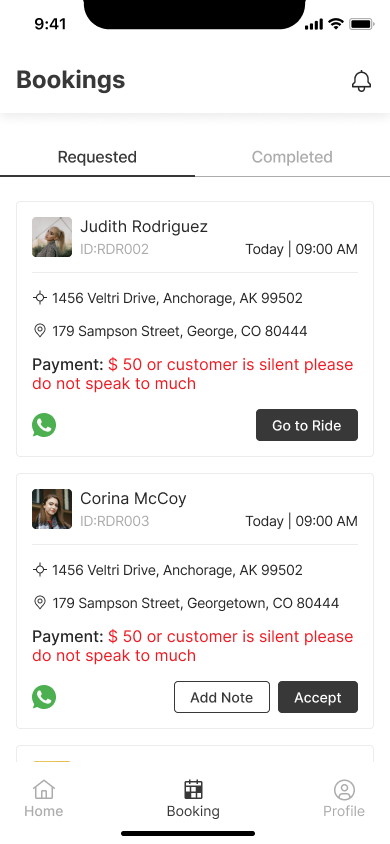 9:41
Bookings
Requested
Completed
Judith Rodriguez
ID:RDR002
Today | 09:00 AM
1456 Veltri Drive, Anchorage, AK 99502
179 Sampson Street, George, CO 80444
Payment: $ 50 or customer is silent please
do not speak to much
Go to Ride
Corina McCoy
ID:RDR003
Today | 09:00 AM
1456 Veltri Drive, Anchorage, AK 99502
179 Sampson Street, Georgetown, CO 80444
Payment: $ 50 or customer is silent please
do not speak to much
Add Note
Accept
Home
Booking
Profile